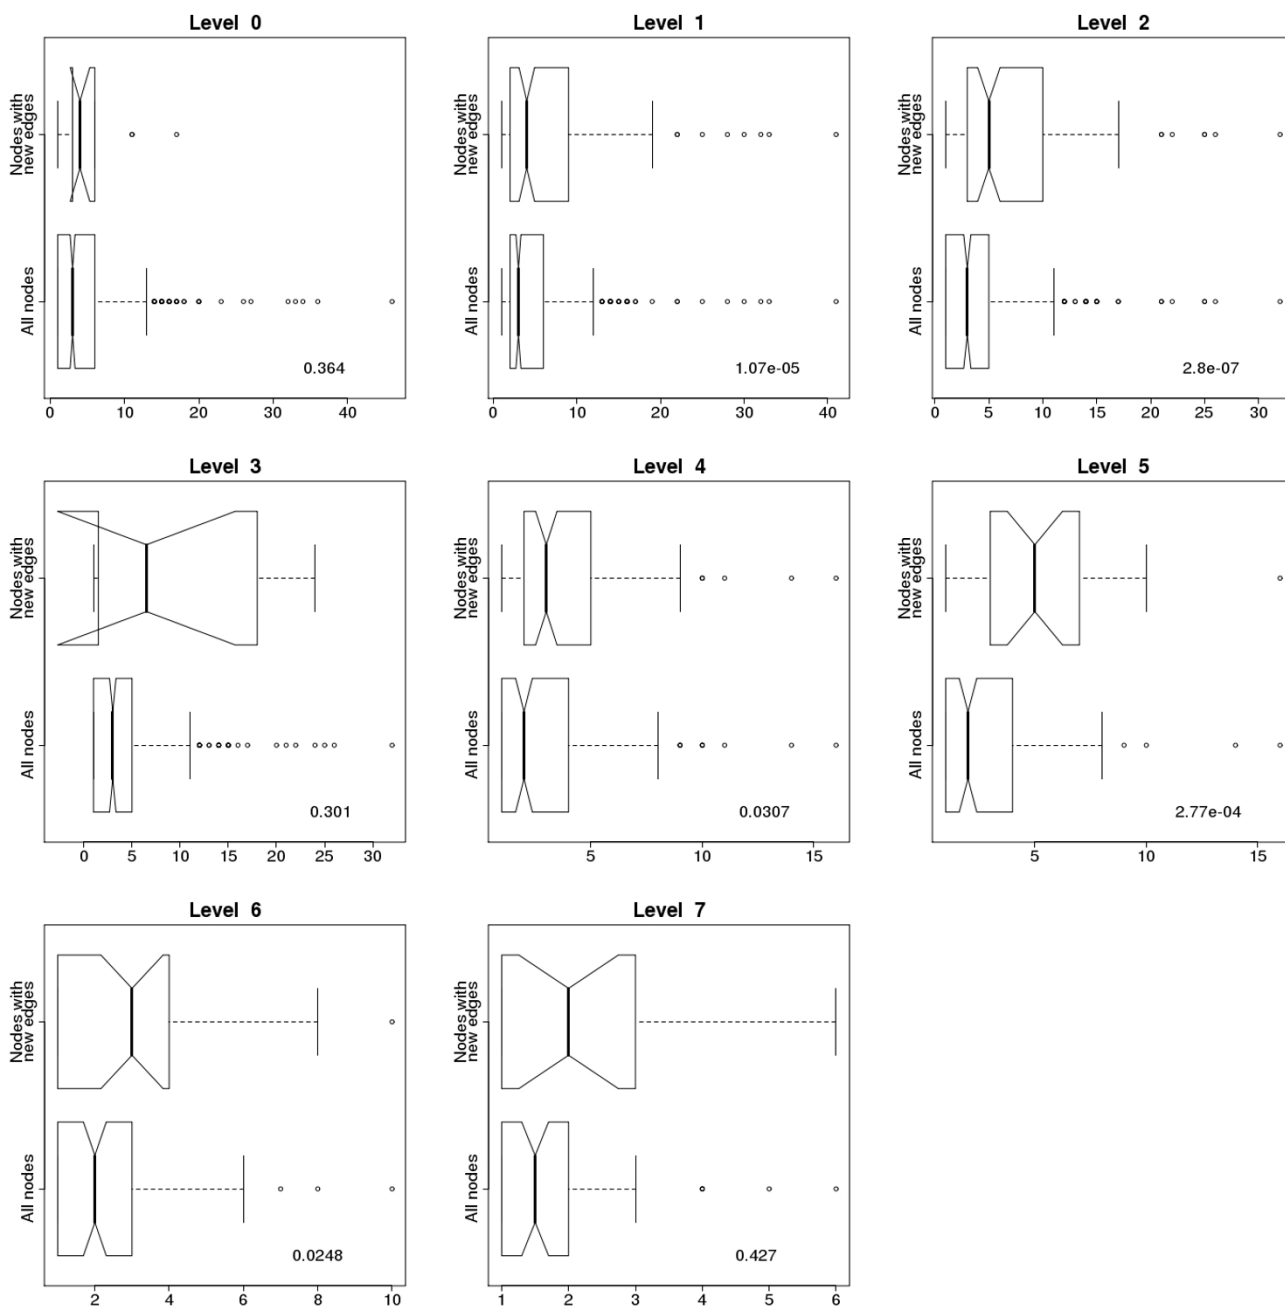 Level 0
Nodes with
new edges
All nodes
0.364
0 10 20 30 40
Level 1
Nodes with
new edges
All nodes
1.07e-05
0 10 20 30 40
Level 2
Nodes with
new edges
All nodes
2.8e-07
0 5 10 15 20 25 30
Level 3
Nodes with
new edges
All nodes
0.301
0 5 10 15 20 25 30
Level 4
Nodes with
new edges
All nodes
0.0307
5 10 15
Level 5
Nodes with
new edges
All nodes
2.77e-04
5 10 15
Level 6
Nodes with
new edges
All nodes
0.0248
2 4 6 8 10
Level 7
Nodes with
new edges
All nodes
0.427
1 2 3 4 5 6